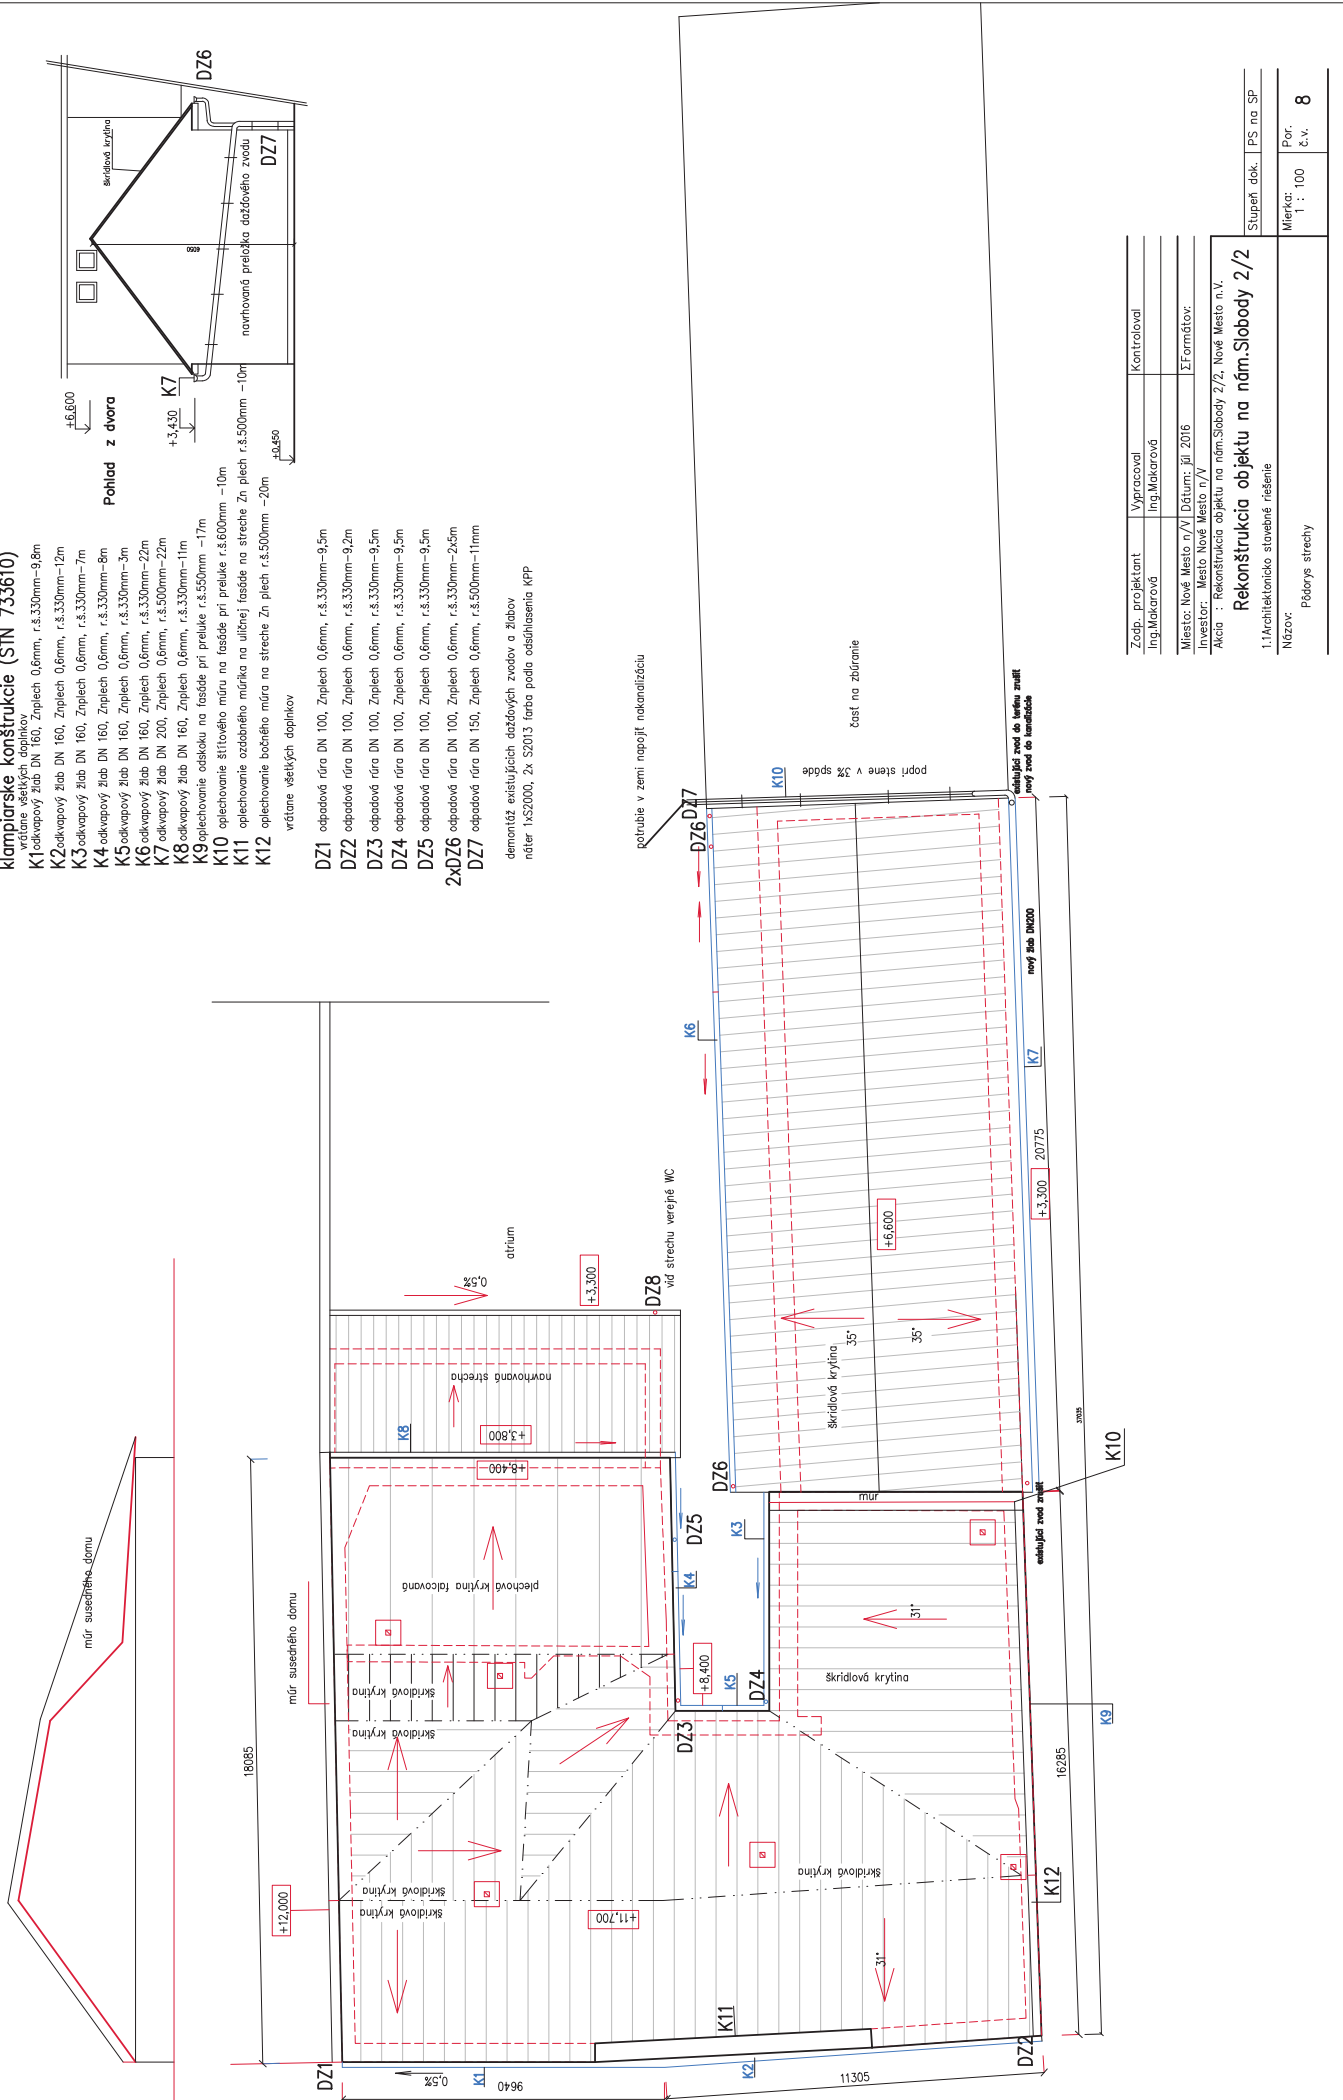 klampiarske konštrukcie (STN 733610)
vrátane všetkých doplnkov
K1 odkvapový žlab DN 160, Znplech 0,6mm, r.š.330mm-9,8m
K2 odkvapový žlab DN 160, Znplech 0,6mm, r.š.330mm-12m
K3 odkvapový žlab DN 160, Znplech 0,6mm, r.š.330mm-7m
K4 odkvapový žlab DN 160, Znplech 0,6mm, r.š.330mm-8m
K5 odkvapový žlab DN 160, Znplech 0,6mm, r.š.330mm-3m
K6 odkvapový žlab DN 160, Znplech 0,6mm, r.š.330mm-22m
K7 odkvapový žlab DN 200, Znplech 0,6mm, r.š.500mm-22m
K8 odkvapový žlab DN 160, Znplech 0,6mm, r.š.330mm-11m
K9 oplechovanie odskoku na fasáde pri preluke r.š.550mm -17m
K10 oplechovanie štítového múru na fasáde pri preluke r.š.600mm -10m
K11 oplechovanie ozdobného múrika na uličnej fasáde na streche Zn plech r.š.500mm -10m
K12 oplechovanie bočného múra na streche Zn plech r.š.500mm -20m
vrátane všetkých doplnkov
DZ1 odpadová rúra DN 100, Znplech 0,6mm, r.š.330mm-9,5m
DZ2 odpadová rúra DN 100, Znplech 0,6mm, r.š.330mm-9,2m
DZ3 odpadová rúra DN 100, Znplech 0,6mm, r.š.330mm-9,5m
DZ4 odpadová rúra DN 100, Znplech 0,6mm, r.š.330mm-9,5m
DZ5 odpadová rúra DN 100, Znplech 0,6mm, r.š.330mm-9,5m
2xDZ6 odpadová rúra DN 100, Znplech 0,6mm, r.š.330mm-2x5m
DZ7 odpadová rúra DN 150, Znplech 0,6mm, r.š.500mm-11mm
demontáž existujúcich dažďových zvodov a žlabov
náter 1xS2000, 2x S2013 farba podla odsúhlasenia KPP
Pohlad z dvora
+6,600
+3,430
+0,450
K7
DZ6
DZ7
škridlová krytina
6050
navrhovaná preložka dažďového zvodu
múr susedného domu
múr susedného domu
18085
+12,000
atrium
0,5%
+3,300
DZ8
viď strechu verejné WC
navrhovaná strecha
K8
+3,800
+8,400
plechová krytina falcovaná
DZ5
K4
K3
K5
DZ4
+8,400
DZ3
škridlová krytina
škridlová krytina
škridlová krytina
škridlová krytina
škridlová krytina
+11,700
31°
K11
DZ1
0,5%
K1
9640
K2
11305
DZ2
K12
K9
16285
31°
škridlová krytina
múr
existujúci zvod zrušiť
K10
37035
DZ6
škridlová krytina
35°
35°
+6,600
+3,300
20775
K6
K7
nový žlab DN200
DZ6
DZ7
K10
popri stene v 3% spáde
potrubie v zemi napojiť nakanalizáciu
časť na zbúranie
existujúci zvod do terénu zrušiť
nový zvod do kanalizácie
Zodp. projektant
Vypracoval
Kontroloval
Ing.Makarová
Ing.Makarová
Miesto: Nové Mesto n/V
Dátum: júl 2016
ΣFormátov:
Investor: Mesto Nové Mesto n/V
Akcia : Rekonštrukcia objektu na nám.Slobody 2/2, Nové Mesto n.V.
Rekonštrukcia objektu na nám.Slobody 2/2
Stupeň dok.
PS na SP
1.1Architektonicko stavebné riešenie
Názov:
Pôdorys strechy
Mierka:
1 : 100
Por.
č.v.
8